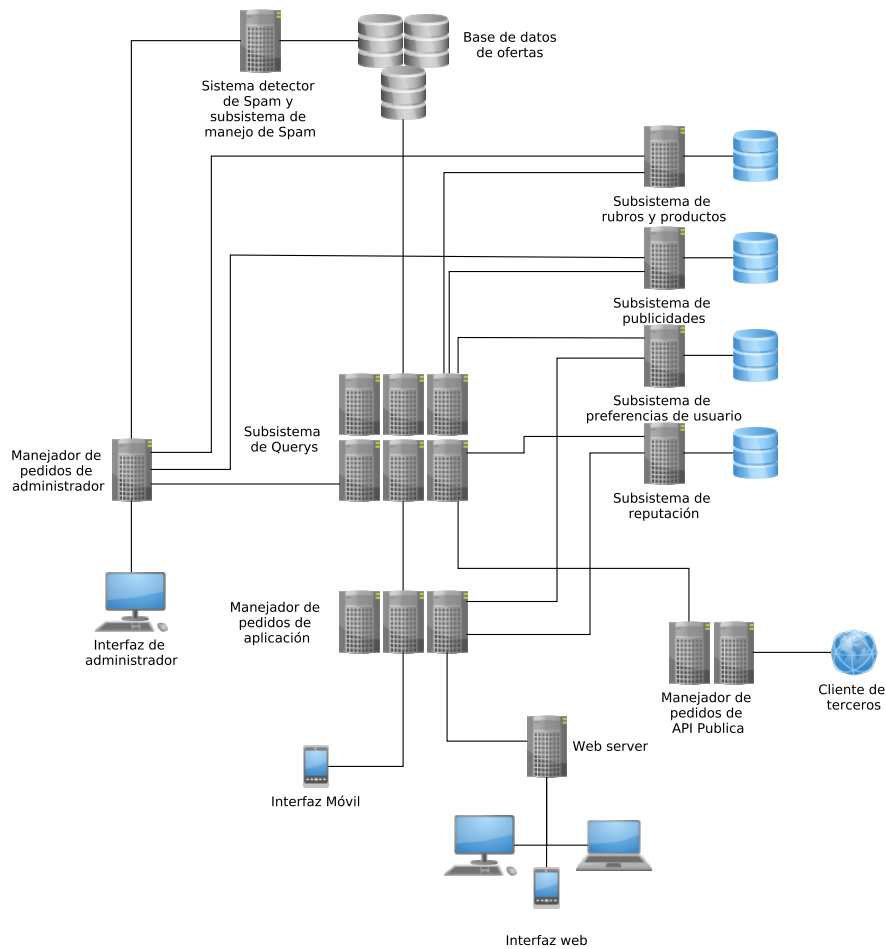 Base de datos
de ofertas
Sistema detector
de Spam y
subsistema de
manejo de Spam
Subsistema de
rubros y productos
Subsistema de
publicidades
Subsistema de
preferencias de usuario
Subsistema
de Querys
Manejador de
pedidos de
administrador
Subsistema de
reputación
Manejador de
pedidos de
aplicación
Interfaz de
administrador
Manejador de
pedidos de
API Publica
Cliente de
terceros
Web server
Interfaz Móvil
Interfaz web